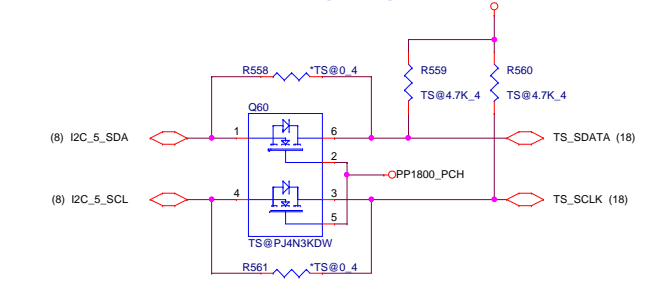 R558 *TS@0_4
R559
TS@4.7K_4
R560
TS@4.7K_4
Q60
(8) I2C_5_SDA
1
6
TS_SDATA (18)
2
PP1800_PCH
(8) I2C_5_SCL
4
3
TS_SCLK (18)
5
TS@PJ4N3KDW
R561 *TS@0_4